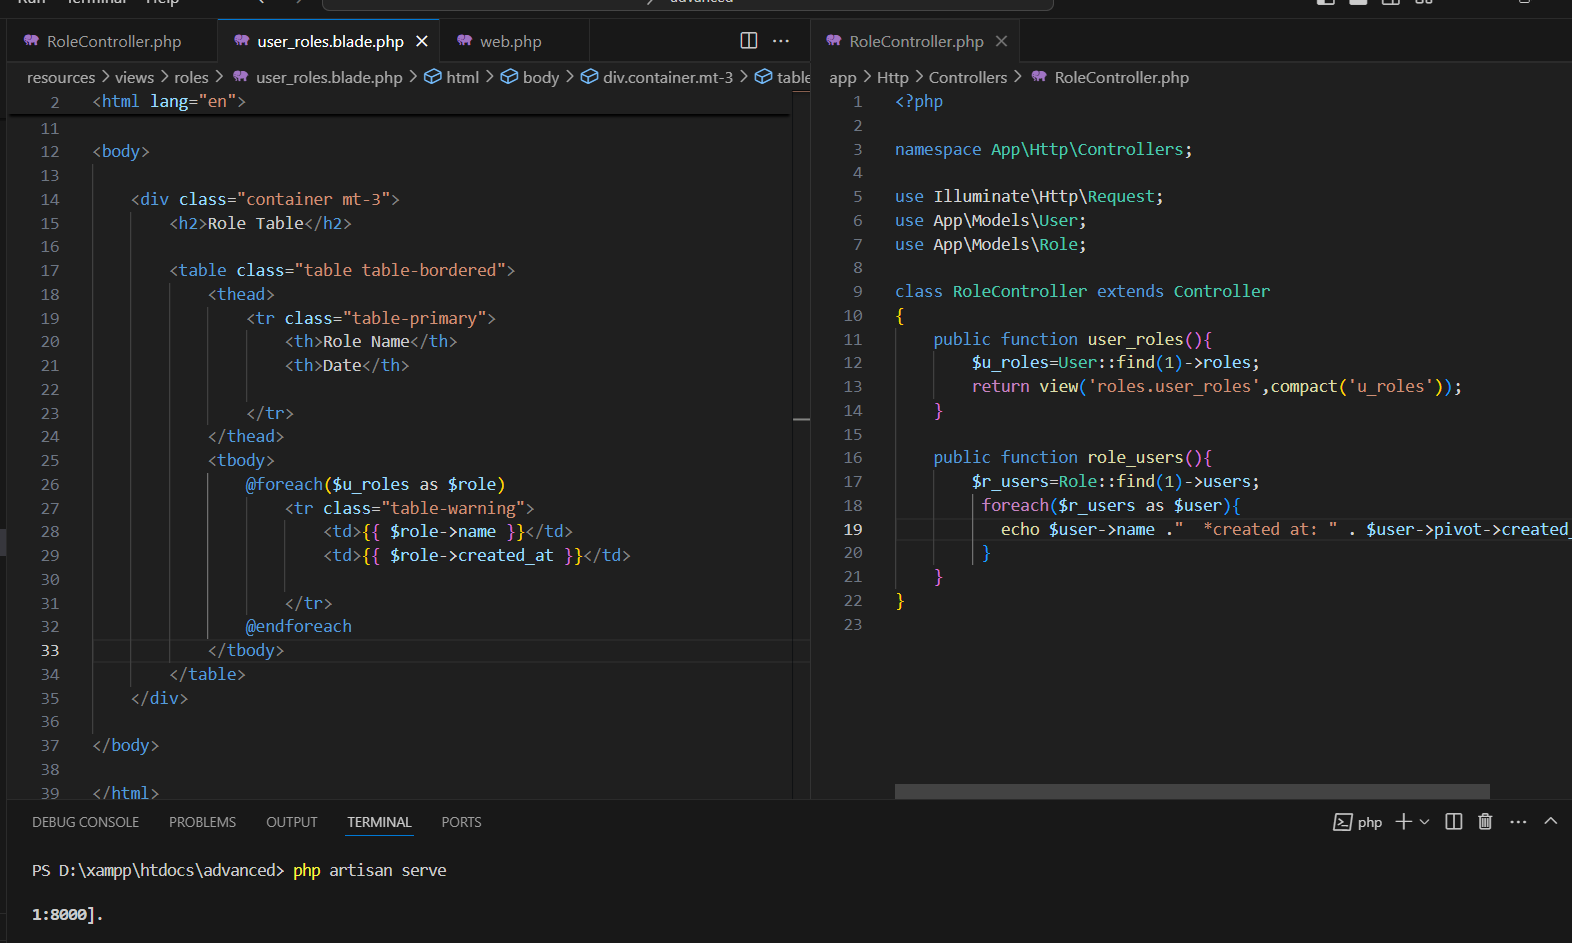 Run Terminal Help advanced
RoleController.php user_roles.blade.php web.php
resources > views > roles > user_roles.blade.php > html > body > div.container.mt-3 > table
2 <html lang="en">
11
12 <body>
13
14 <div class="container mt-3">
15 <h2>Role Table</h2>
16
17 <table class="table table-bordered">
18 <thead>
19 <tr class="table-primary">
20 <th>Role Name</th>
21 <th>Date</th>
22
23 </tr>
24 </thead>
25 <tbody>
26 @foreach($u_roles as $role)
27 <tr class="table-warning">
28 <td>{{ $role->name }}</td>
29 <td>{{ $role->created_at }}</td>
30
31 </tr>
32 @endforeach
33 </tbody>
34 </table>
35 </div>
36
37 </body>
38
39 </html>
RoleController.php
app > Http > Controllers > RoleController.php
1 <?php
2
3 namespace App\Http\Controllers;
4
5 use Illuminate\Http\Request;
6 use App\Models\User;
7 use App\Models\Role;
8
9 class RoleController extends Controller
10 {
11 public function user_roles(){
12 $u_roles=User::find(1)->roles;
13 return view('roles.user_roles',compact('u_roles'));
14 }
15
16 public function role_users(){
17 $r_users=Role::find(1)->users;
18 foreach($r_users as $user){
19 echo $user->name ."  *created at: " . $user->pivot->created_
20 }
21 }
22 }
23
DEBUG CONSOLE PROBLEMS OUTPUT TERMINAL PORTS php
PS D:\xampp\htdocs\advanced> php artisan serve
1:8000].